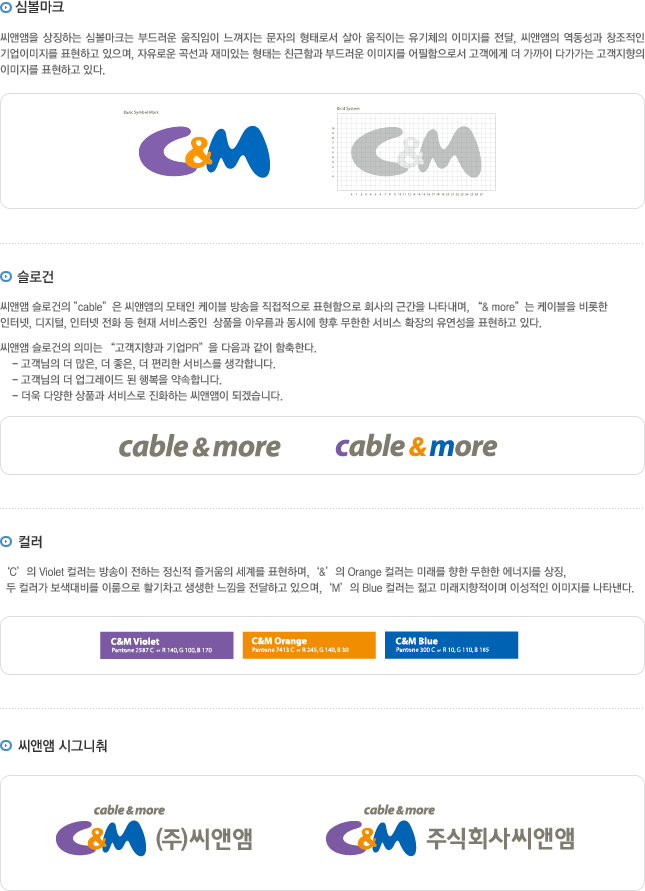 심볼마크
씨앤앰을 상징하는 심볼마크는 부드러운 움직임이 느껴지는 문자의 형태로서 살아 움직이는 유기체의 이미지를 전달, 씨앤앰의 역동성과 창조적인
기업이미지를 표현하고 있으며, 자유로운 곡선과 재미있는 형태는 친근함과 부드러운 이미지를 어필함으로서 고객에게 더 가까이 다가가는 고객지향의
이미지를 표현하고 있다.
Basic Symbol Mark
Grid System
C&M
C&M
슬로건
씨앤앰 슬로건의 "cable" 은 씨앤앰의 모태인 케이블 방송을 직접적으로 표현함으로 회사의 근간을 나타내며, “& more” 는 케이블을 비롯한
인터넷, 디지털, 인터넷 전화 등 현재 서비스중인 상품을 아우름과 동시에 향후 무한한 서비스 확장의 유연성을 표현하고 있다.
씨앤앰 슬로건의 의미는 “고객지향과 기업PR” 을 다음과 같이 함축한다.
- 고객님의 더 많은, 더 좋은, 더 편리한 서비스를 생각합니다.
- 고객님의 더 업그레이드 된 행복을 약속합니다.
- 더욱 다양한 상품과 서비스로 진화하는 씨앤앰이 되겠습니다.
cable & more
cable & more
컬러
‘C’ 의 Violet 컬러는 방송이 전하는 정신적 즐거움의 세계를 표현하며, ‘&’ 의 Orange 컬러는 미래를 향한 무한한 에너지를 상징,
두 컬러가 보색대비를 이룸으로 활기차고 생생한 느낌을 전달하고 있으며, ‘M’ 의 Blue 컬러는 젊고 미래지향적이며 이성적인 이미지를 나타낸다.
C&M Violet
Pantone 2587 C or R 140, G 100, B 170
C&M Orange
Pantone 7413 C or R 245, G 140, B 30
C&M Blue
Pantone 300 C or R 10, G 110, B 185
씨앤앰 시그니춰
cable & more
C&M (주)씨앤앰
cable & more
C&M 주식회사씨앤앰